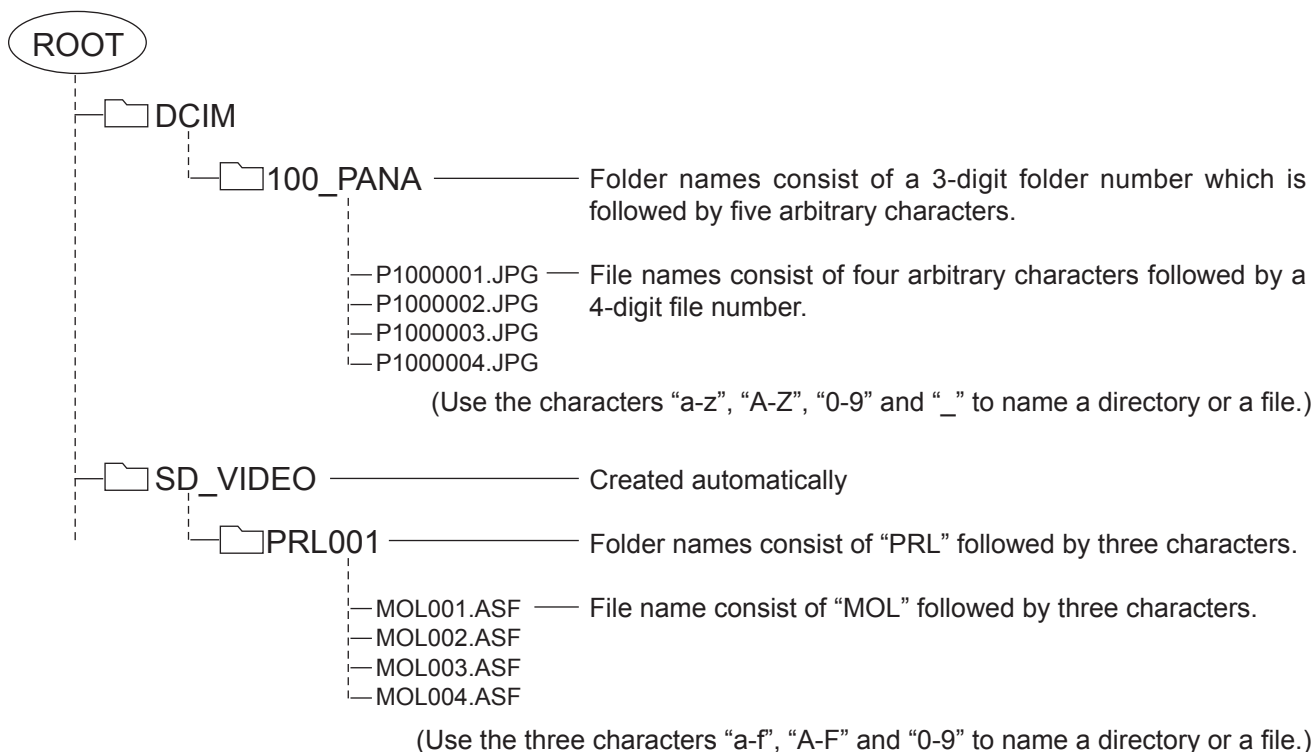 ROOT
DCIM
100_PANA
Folder names consist of a 3-digit folder number which is
followed by five arbitrary characters.
P1000001.JPG
File names consist of four arbitrary characters followed by a
P1000002.JPG
4-digit file number.
P1000003.JPG
P1000004.JPG
(Use the characters “a-z”, “A-Z”, “0-9” and “_” to name a directory or a file.)
SD_VIDEO
Created automatically
PRL001
Folder names consist of “PRL” followed by three characters.
MOL001.ASF
File name consist of “MOL” followed by three characters.
MOL002.ASF
MOL003.ASF
MOL004.ASF
(Use the three characters “a-f”, “A-F” and “0-9” to name a directory or a file.)